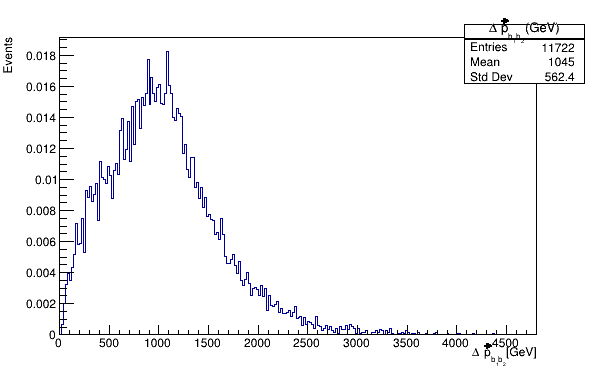 Δ p⃗ b₁b₂ (GeV)
Entries 11722
Mean 1045
Std Dev 562.4
Events
0.018
0.016
0.014
0.012
0.01
0.008
0.006
0.004
0.002
0
0 500 1000 1500 2000 2500 3000 3500 4000 4500
Δ p⃗ b₁b₂ [GeV]